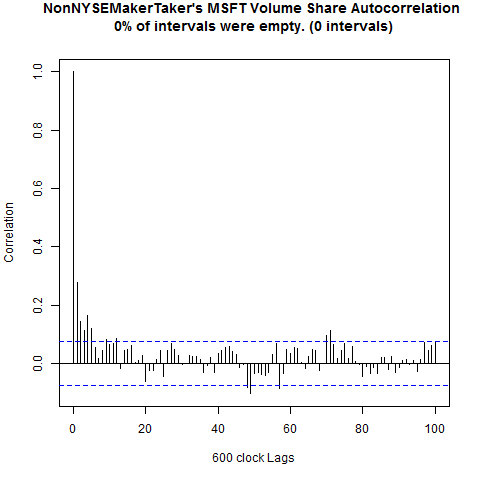 NonNYSEMakerTaker's MSFT Volume Share Autocorrelation
0% of intervals were empty. (0 intervals)
Correlation
1.0
0.8
0.6
0.4
0.2
0.0
0 20 40 60 80 100
600 clock Lags